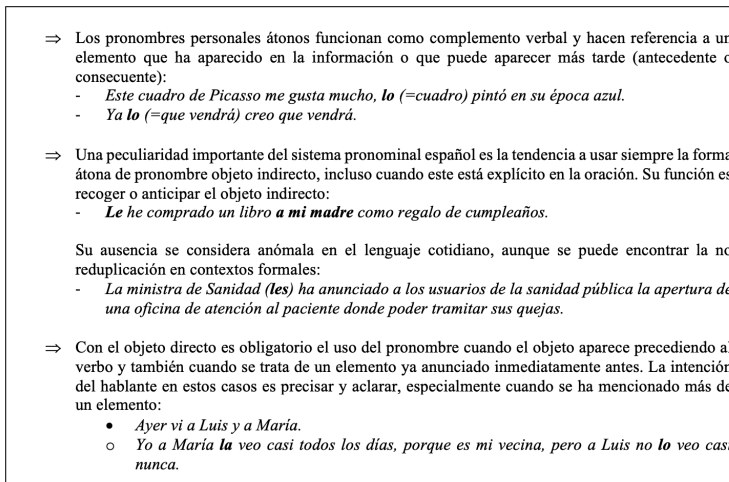 ⇒ Los pronombres personales átonos funcionan como complemento verbal y hacen referencia a un
elemento que ha aparecido en la información o que puede aparecer más tarde (antecedente o
consecuente):
- Este cuadro de Picasso me gusta mucho, lo (=cuadro) pintó en su época azul.
- Ya lo (=que vendrá) creo que vendrá.
⇒ Una peculiaridad importante del sistema pronominal español es la tendencia a usar siempre la forma
átona de pronombre objeto indirecto, incluso cuando este está explícito en la oración. Su función es
recoger o anticipar el objeto indirecto:
- Le he comprado un libro a mi madre como regalo de cumpleaños.
Su ausencia se considera anómala en el lenguaje cotidiano, aunque se puede encontrar la no
reduplicación en contextos formales:
- La ministra de Sanidad (les) ha anunciado a los usuarios de la sanidad pública la apertura de
una oficina de atención al paciente donde poder tramitar sus quejas.
⇒ Con el objeto directo es obligatorio el uso del pronombre cuando el objeto aparece precediendo al
verbo y también cuando se trata de un elemento ya anunciado inmediatamente antes. La intención
del hablante en estos casos es precisar y aclarar, especialmente cuando se ha mencionado más de
un elemento:
• Ayer vi a Luis y a María.
o Yo a María la veo casi todos los días, porque es mi vecina, pero a Luis no lo veo casi
nunca.